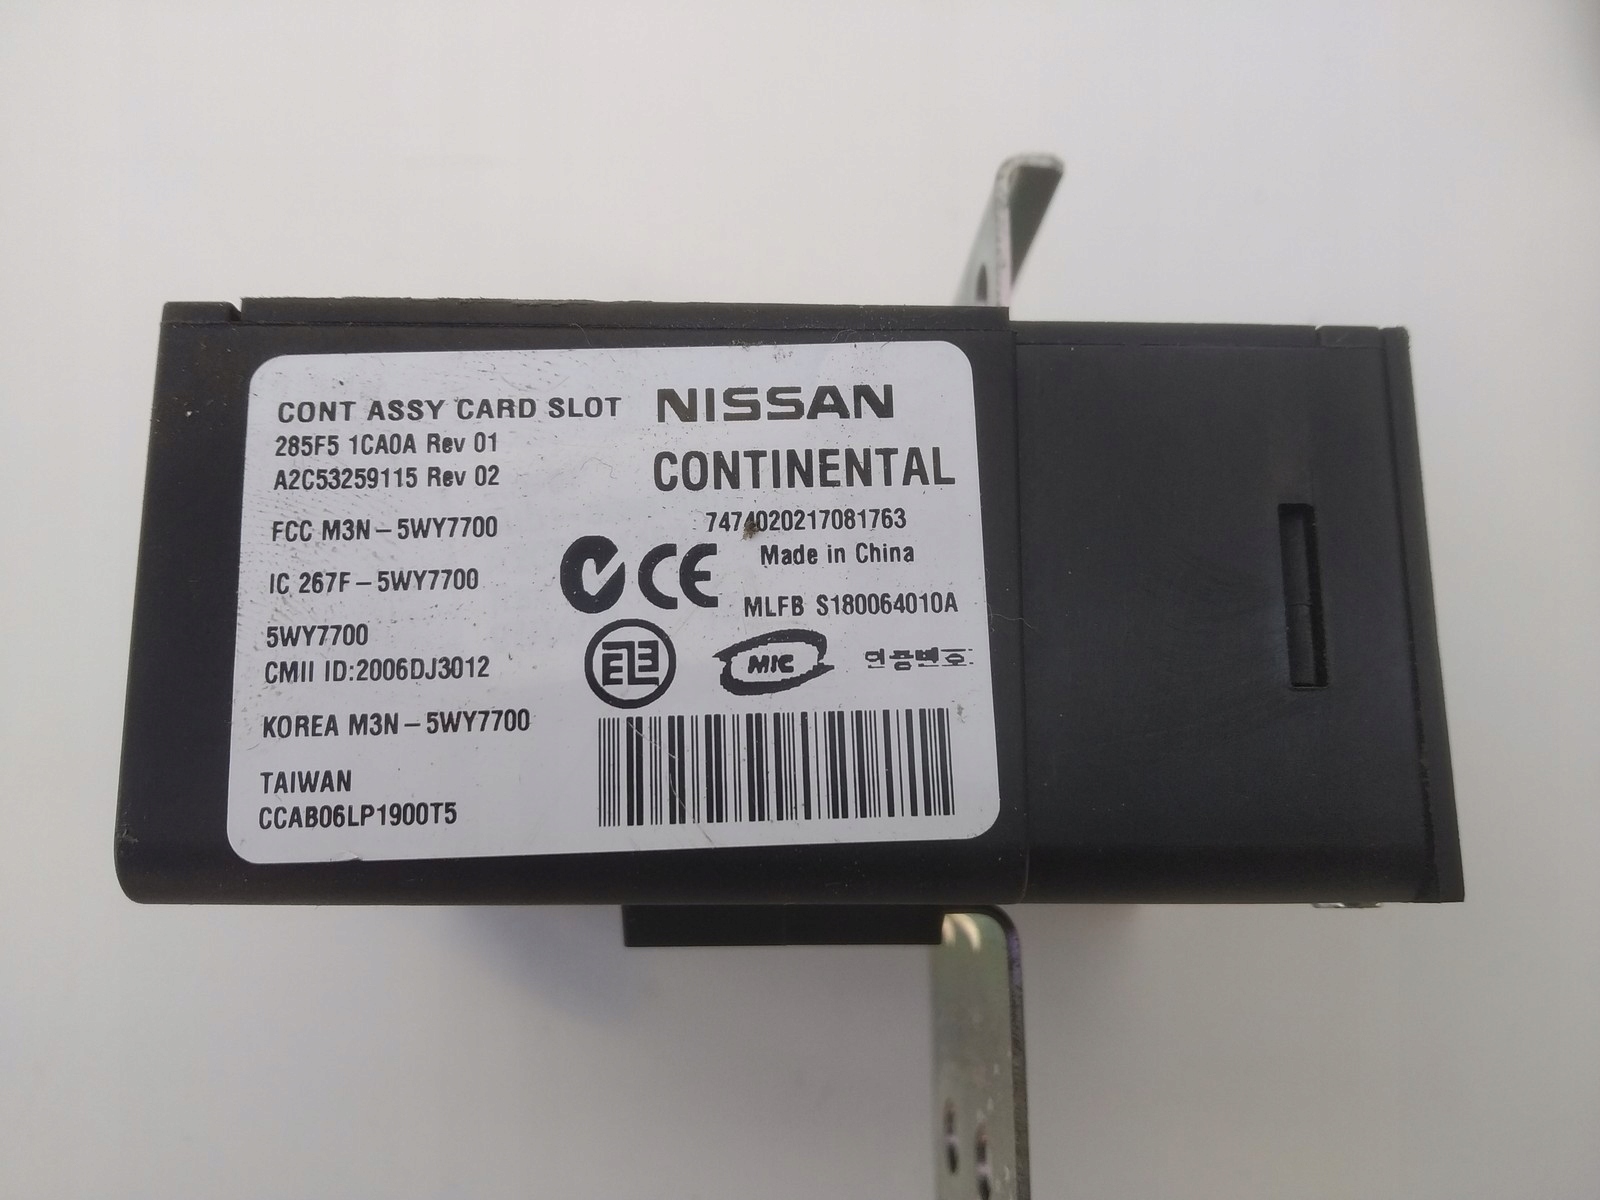 CONT ASSY CARD SLOT
285F5 1CA0A Rev 01
A2C53259115 Rev 02
FCC M3N-5WY7700
IC 267F-5WY7700
5WY7700
CMII ID:2006DJ3012
KOREA M3N-5WY7700
TAIWAN
CCAB06LP1900T5
NISSAN
CONTINENTAL
7474020217081763
Made in China
CE
MLFB S180064010A
MIC